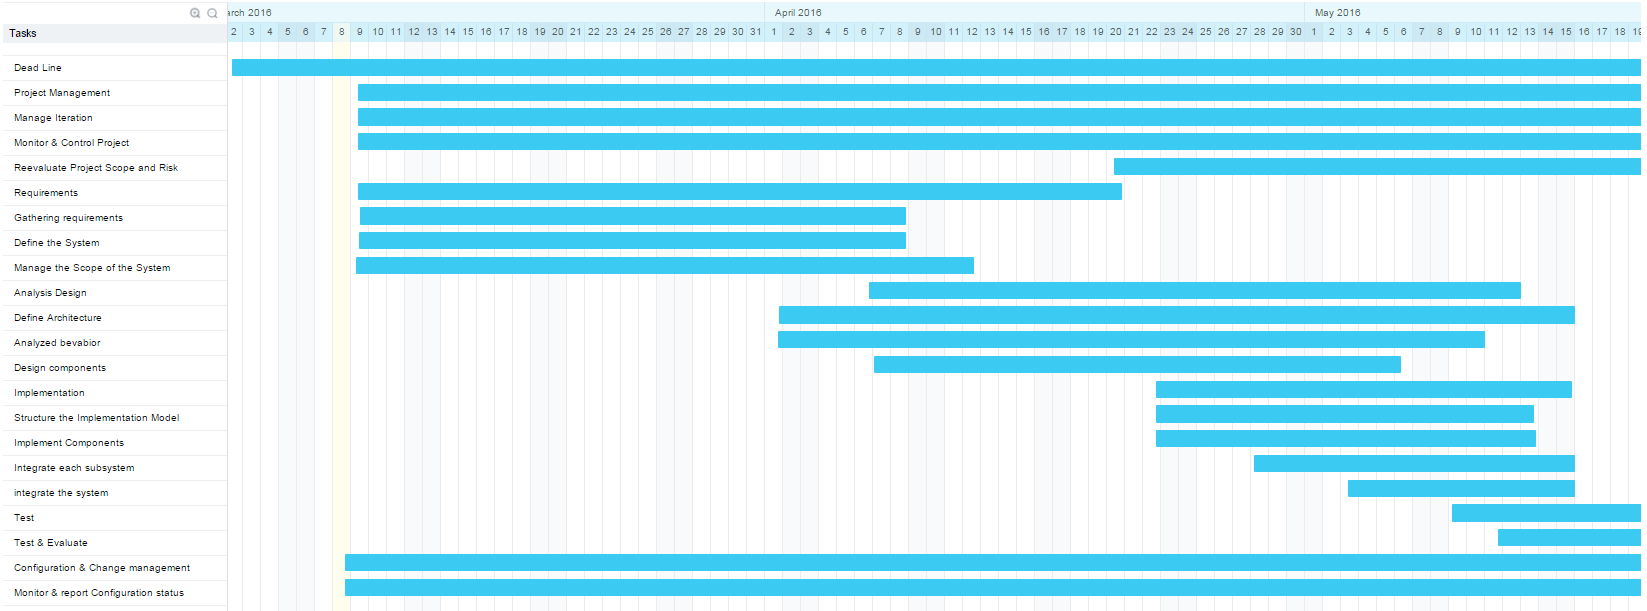 arch 2016 April 2016 May 2016
Tasks 2 3 4 5 6 7 8 9 10 11 12 13 14 15 16 17 18 19 20 21 22 23 24 25 26 27 28 29 30 31 1 2 3 4 5 6 7 8 9 10 11 12 13 14 15 16 17 18 19 20 21 22 23 24 25 26 27 28 29 30 1 2 3 4 5 6 7 8 9 10 11 12 13 14 15 16 17 18 19
Dead Line
Project Management
Manage Iteration
Monitor & Control Project
Reevaluate Project Scope and Risk
Requirements
Gathering requirements
Define the System
Manage the Scope of the System
Analysis Design
Define Architecture
Analyzed bevabior
Design components
Implementation
Structure the Implementation Model
Implement Components
Integrate each subsystem
integrate the system
Test
Test & Evaluate
Configuration & Change management
Monitor & report Configuration status